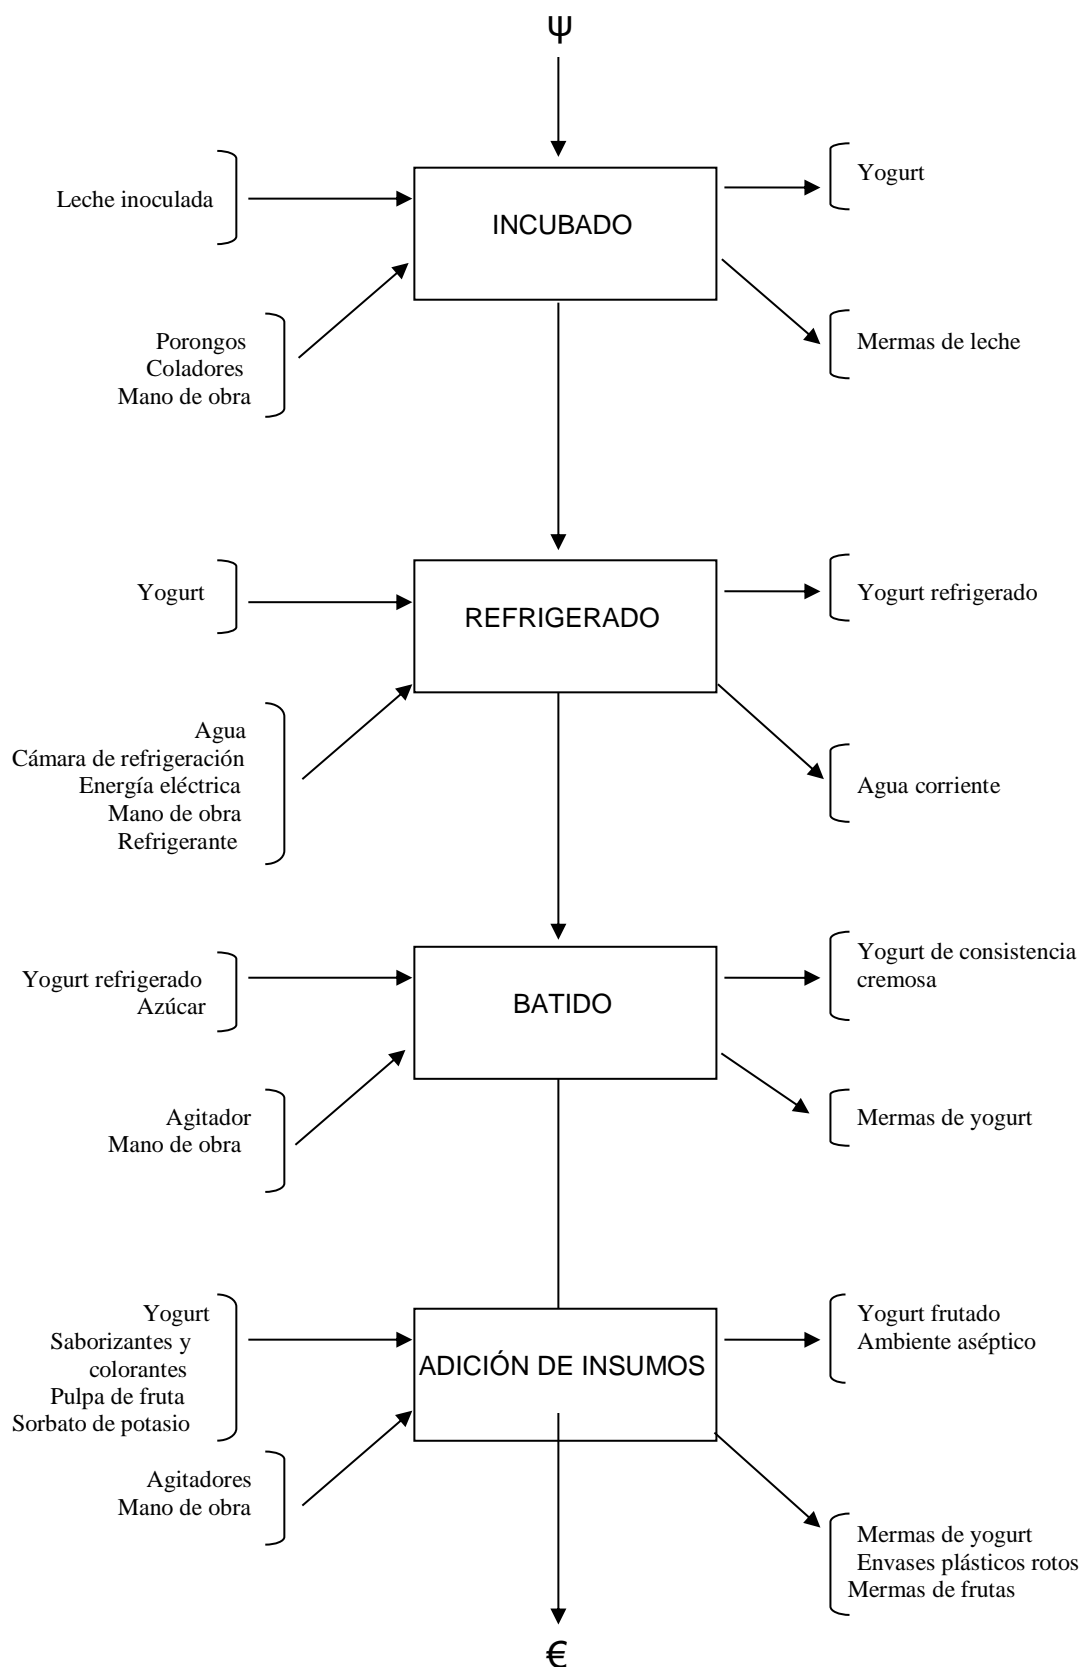 ψ
Leche inoculada
INCUBADO
Yogurt
Porongos
Coladores
Mano de obra
Mermas de leche
Yogurt
REFRIGERADO
Yogurt refrigerado
Agua
Cámara de refrigeración
Energía eléctrica
Mano de obra
Refrigerante
Agua corriente
Yogurt refrigerado
Azúcar
BATIDO
Yogurt de consistencia
cremosa
Agitador
Mano de obra
Mermas de yogurt
Yogurt
Saborizantes y
colorantes
Pulpa de fruta
Sorbato de potasio
ADICIÓN DE INSUMOS
Yogurt frutado
Ambiente aséptico
Agitadores
Mano de obra
Mermas de yogurt
Envases plásticos rotos
Mermas de frutas
€